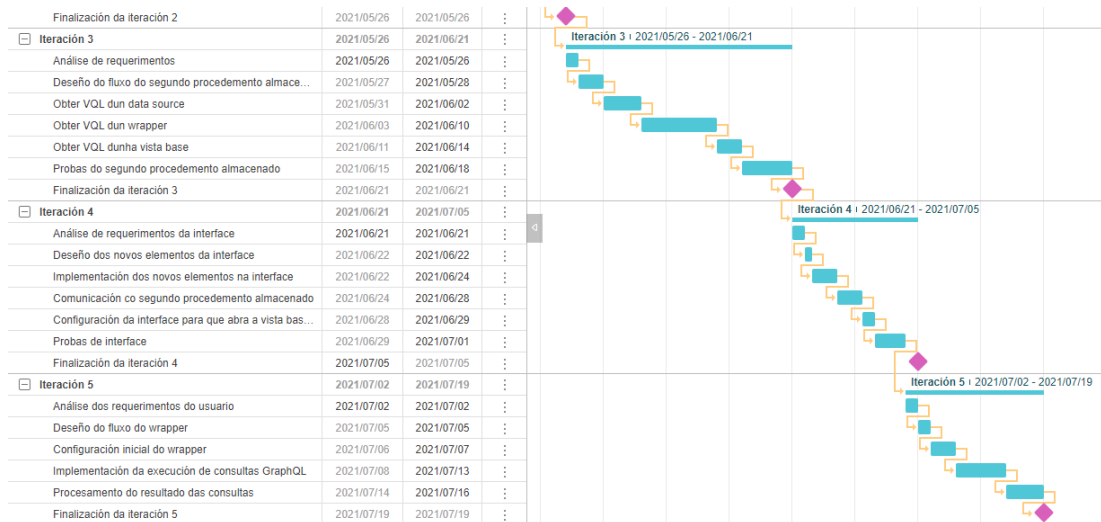 Finalización da iteración 2 2021/05/26 2021/05/26
Iteración 3 2021/05/26 2021/06/21 Iteración 3 2021/05/26 - 2021/06/21
Análise de requerimentos 2021/05/26 2021/05/26
Deseño do fluxo do segundo procedemento almace... 2021/05/27 2021/05/28
Obter VQL dun data source 2021/05/31 2021/06/02
Obter VQL dun wrapper 2021/06/03 2021/06/10
Obter VQL dunha vista base 2021/06/11 2021/06/14
Probas do segundo procedemento almacenado 2021/06/15 2021/06/18
Finalización da iteración 3 2021/06/21 2021/06/21
Iteración 4 2021/06/21 2021/07/05 Iteración 4 2021/06/21 - 2021/07/05
Análise de requerimentos da interface 2021/06/21 2021/06/21
Deseño dos novos elementos da interface 2021/06/22 2021/06/22
Implementación dos novos elementos na interface 2021/06/22 2021/06/24
Comunicación co segundo procedemento almacenado 2021/06/24 2021/06/28
Configuración da interface para que abra a vista bas... 2021/06/28 2021/06/29
Probas de interface 2021/06/29 2021/07/01
Finalización da iteración 4 2021/07/05 2021/07/05
Iteración 5 2021/07/02 2021/07/19 Iteración 5 2021/07/02 - 2021/07/19
Análise dos requerimentos do usuario 2021/07/02 2021/07/02
Deseño do fluxo do wrapper 2021/07/05 2021/07/05
Configuración inicial do wrapper 2021/07/06 2021/07/07
Implementación da execución de consultas GraphQL 2021/07/08 2021/07/13
Procesamento do resultado das consultas 2021/07/14 2021/07/16
Finalización da iteración 5 2021/07/19 2021/07/19